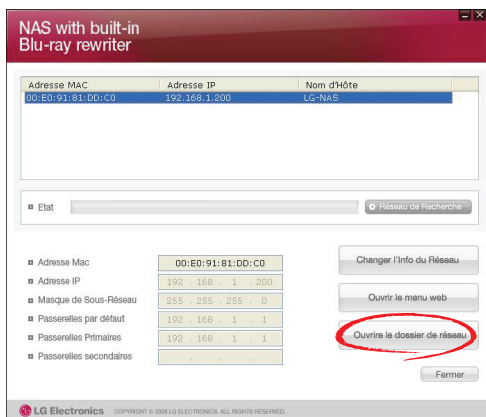 NAS with built-in
Blu-ray rewriter
Adresse MAC Adresse IP Nom d'Hôte
00:E0:91:81:DD:C0 192.168.1.200 LG-NAS
Etat Réseau de Recherche
Adresse Mac 00:E0:91:81:DD:C0 Changer l'Info du Réseau
Adresse IP 192 . 168 . 1 . 200
Masque de Sous-Réseau 255 . 255 . 255 . 0 Ouvrir le menu web
Passerelles par défaut 192 . 168 . 1 . 1
Passerelles Primaires 192 . 168 . 1 . 1 Ouvrire le dossier de réseau
Passerelles secondaires . . .
Fermer
LG Electronics COPYRIGHT © 2008 LG ELECTRONICS. ALL RIGHTS RESERVED.